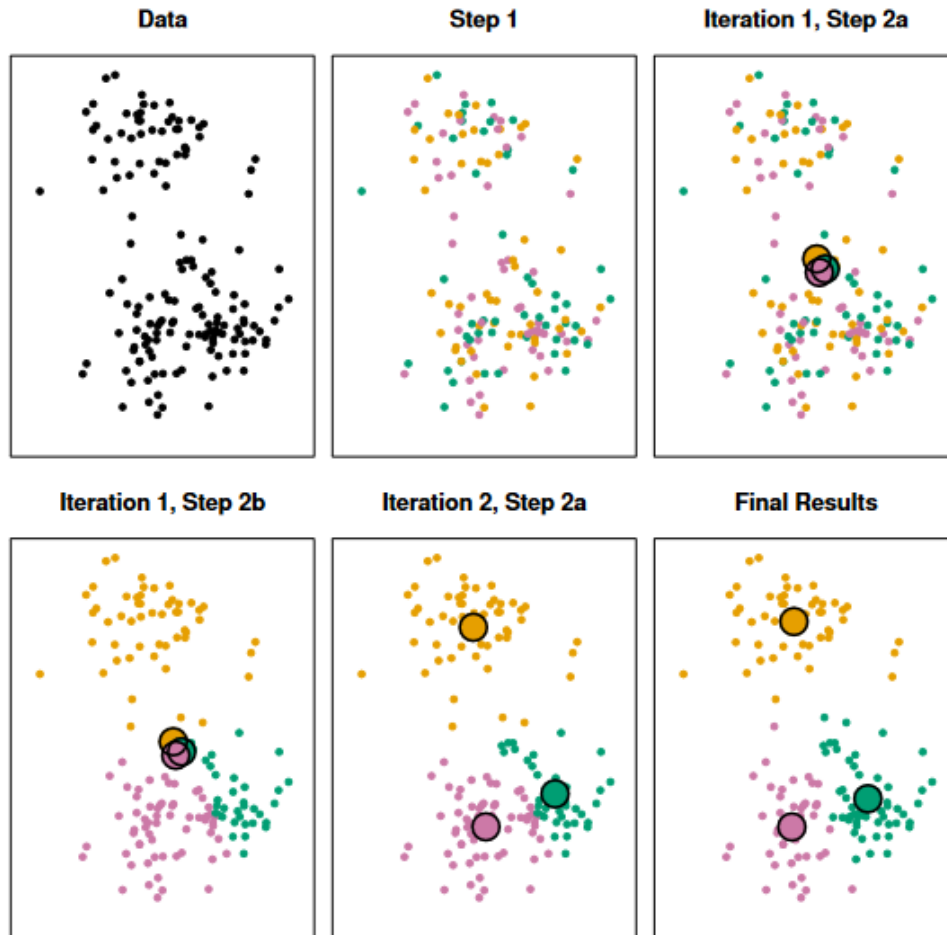 Data
Step 1
Iteration 1, Step 2a
Iteration 1, Step 2b
Iteration 2, Step 2a
Final Results